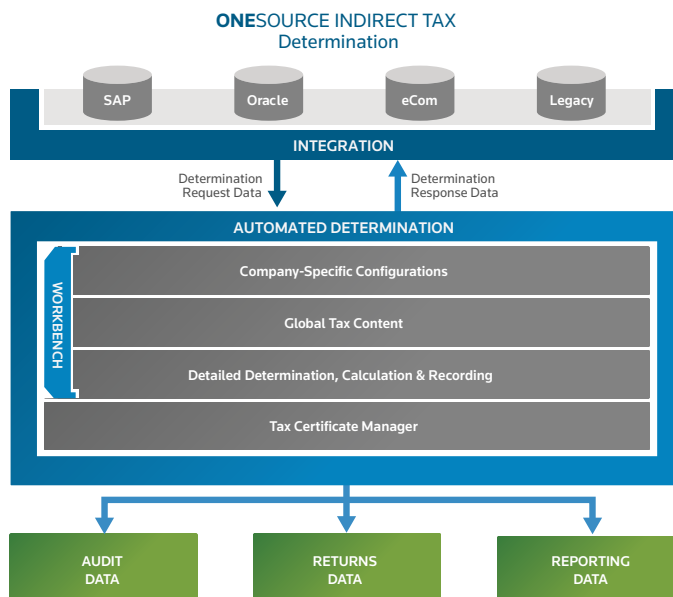 ONESOURCE INDIRECT TAX
Determination
SAP
Oracle
eCom
Legacy
INTEGRATION
Determination
Request Data
Determination
Response Data
AUTOMATED DETERMINATION
WORKBENCH
Company-Specific Configurations
Global Tax Content
Detailed Determination, Calculation & Recording
Tax Certificate Manager
AUDIT
DATA
RETURNS
DATA
REPORTING
DATA